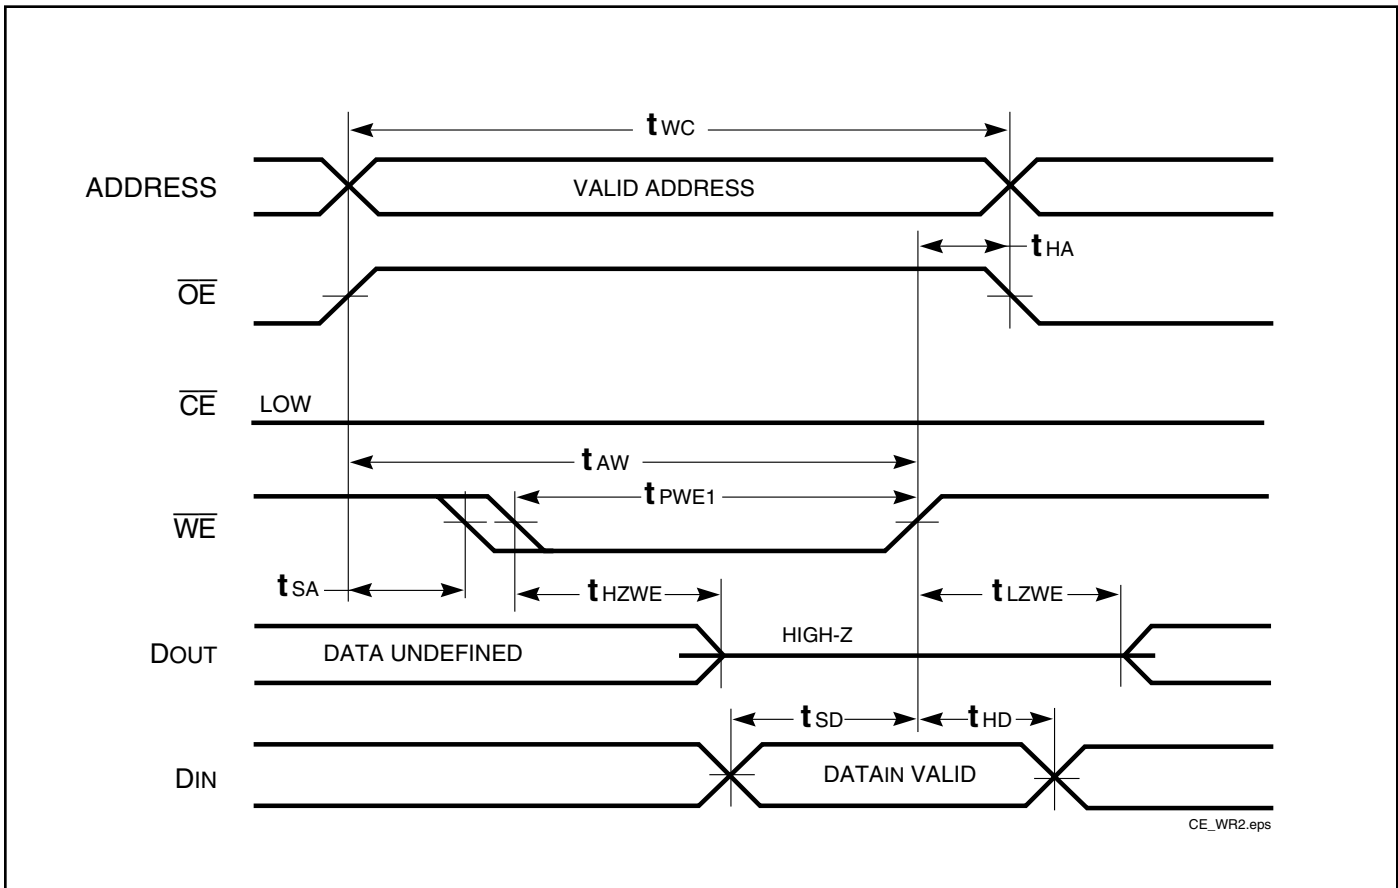 tWC
ADDRESS
VALID ADDRESS
tHA
OE
CE
LOW
tAW
tPWE1
WE
tSA
tHZWE
tLZWE
DOUT
DATA UNDEFINED
HIGH-Z
tSD
tHD
DIN
DATAIN VALID
CE_WR2.eps